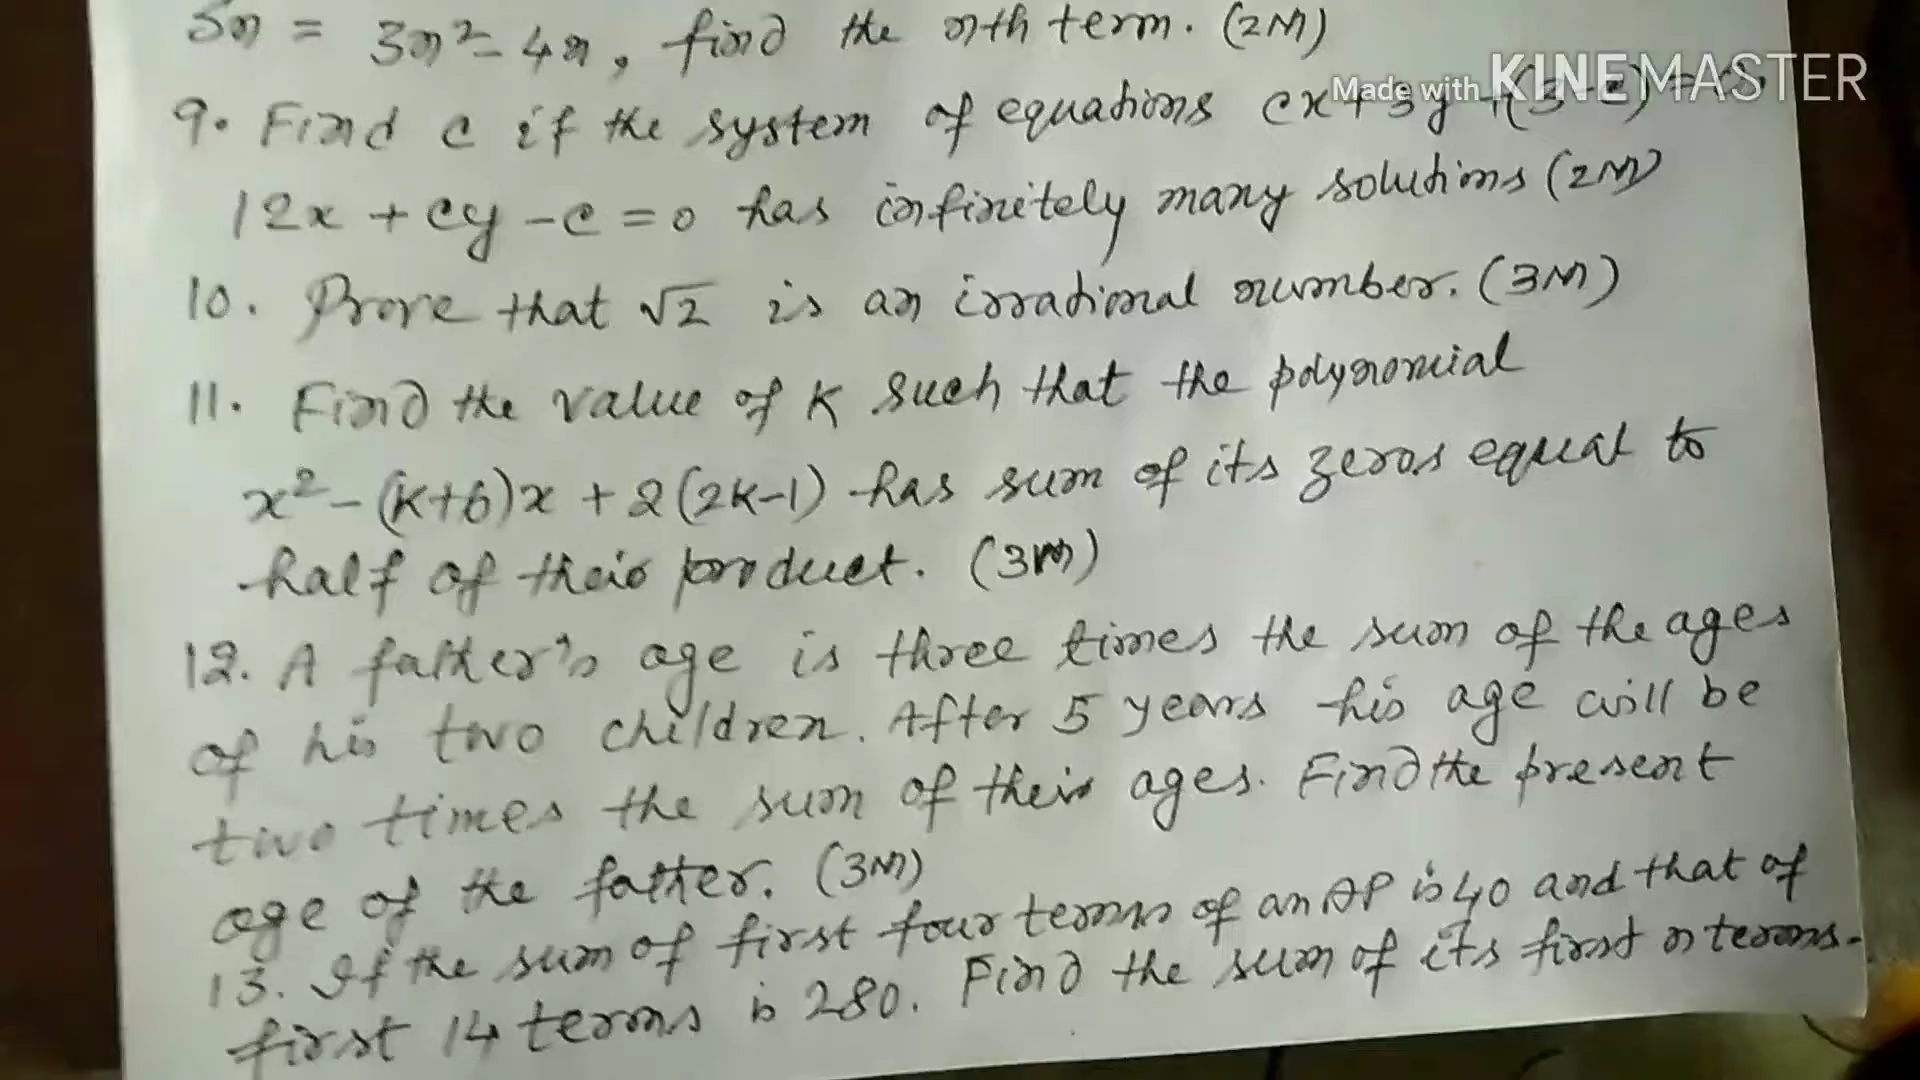 Sn = 3n² - 4n, find the nth term. (2M)
Made with KINEMASTER
9. Find c if the system of equations cx + 3y + (3-c) = 0,
12x + cy - c = 0 has infinitely many solutions (2M)
10. Prove that √2 is an irrational number. (3M)
11. Find the value of K such that the polynomial
x² - (K+6)x + 2(2K-1) has sum of its zeros equal to
half of their product. (3M)
12. A father's age is three times the sum of the ages
of his two children. After 5 years his age will be
two times the sum of their ages. Find the present
age of the father. (3M)
13. If the sum of first four terms of an AP is 40 and that of
first 14 terms is 280. Find the sum of its first n terms.